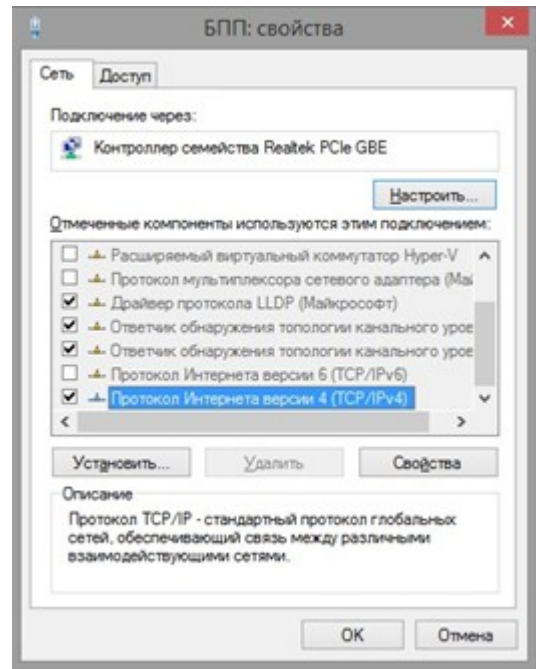 БПП: свойства
Сеть Доступ
Подключение через:
Контроллер семейства Realtek PCIe GBE
Настроить...
Отмеченные компоненты используются этим подключением:
Расширяемый виртуальный коммутатор Hyper-V
Протокол мультиплексора сетевого адаптера (Май
Драйвер протокола LLDP (Майкрософт)
Ответчик обнаружения топологии канального уров
Ответчик обнаружения топологии канального уров
Протокол Интернета версии 6 (TCP/IPv6)
Протокол Интернета версии 4 (TCP/IPv4)
Установить... Удалить Свойства
Описание
Протокол TCP/IP - стандартный протокол глобальных
сетей, обеспечивающий связь между различными
взаимодействующими сетями.
OK Отмена